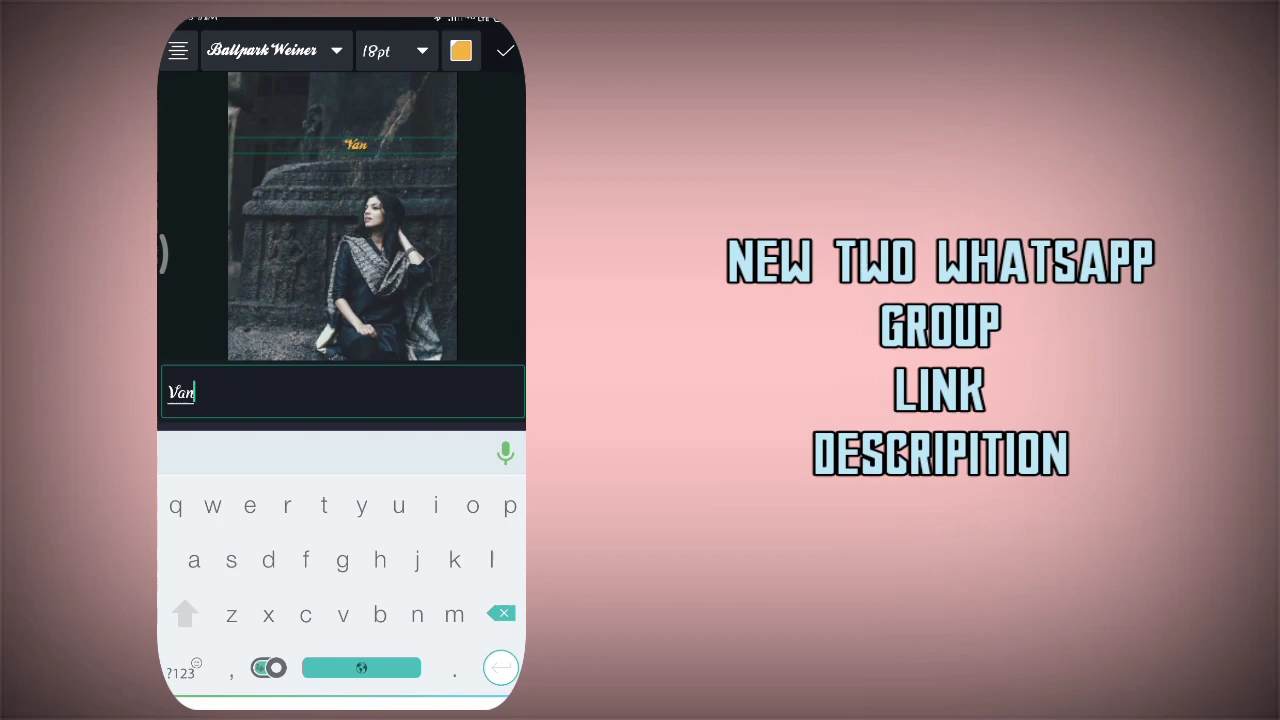 Ballpark Weiner 18pt
Van
Van
q w e r t y u i o p
a s d f g h j k l
z x c v b n m
?123 , .
NEW TWO WHATSAPP
GROUP
LINK
DESCRIPITION